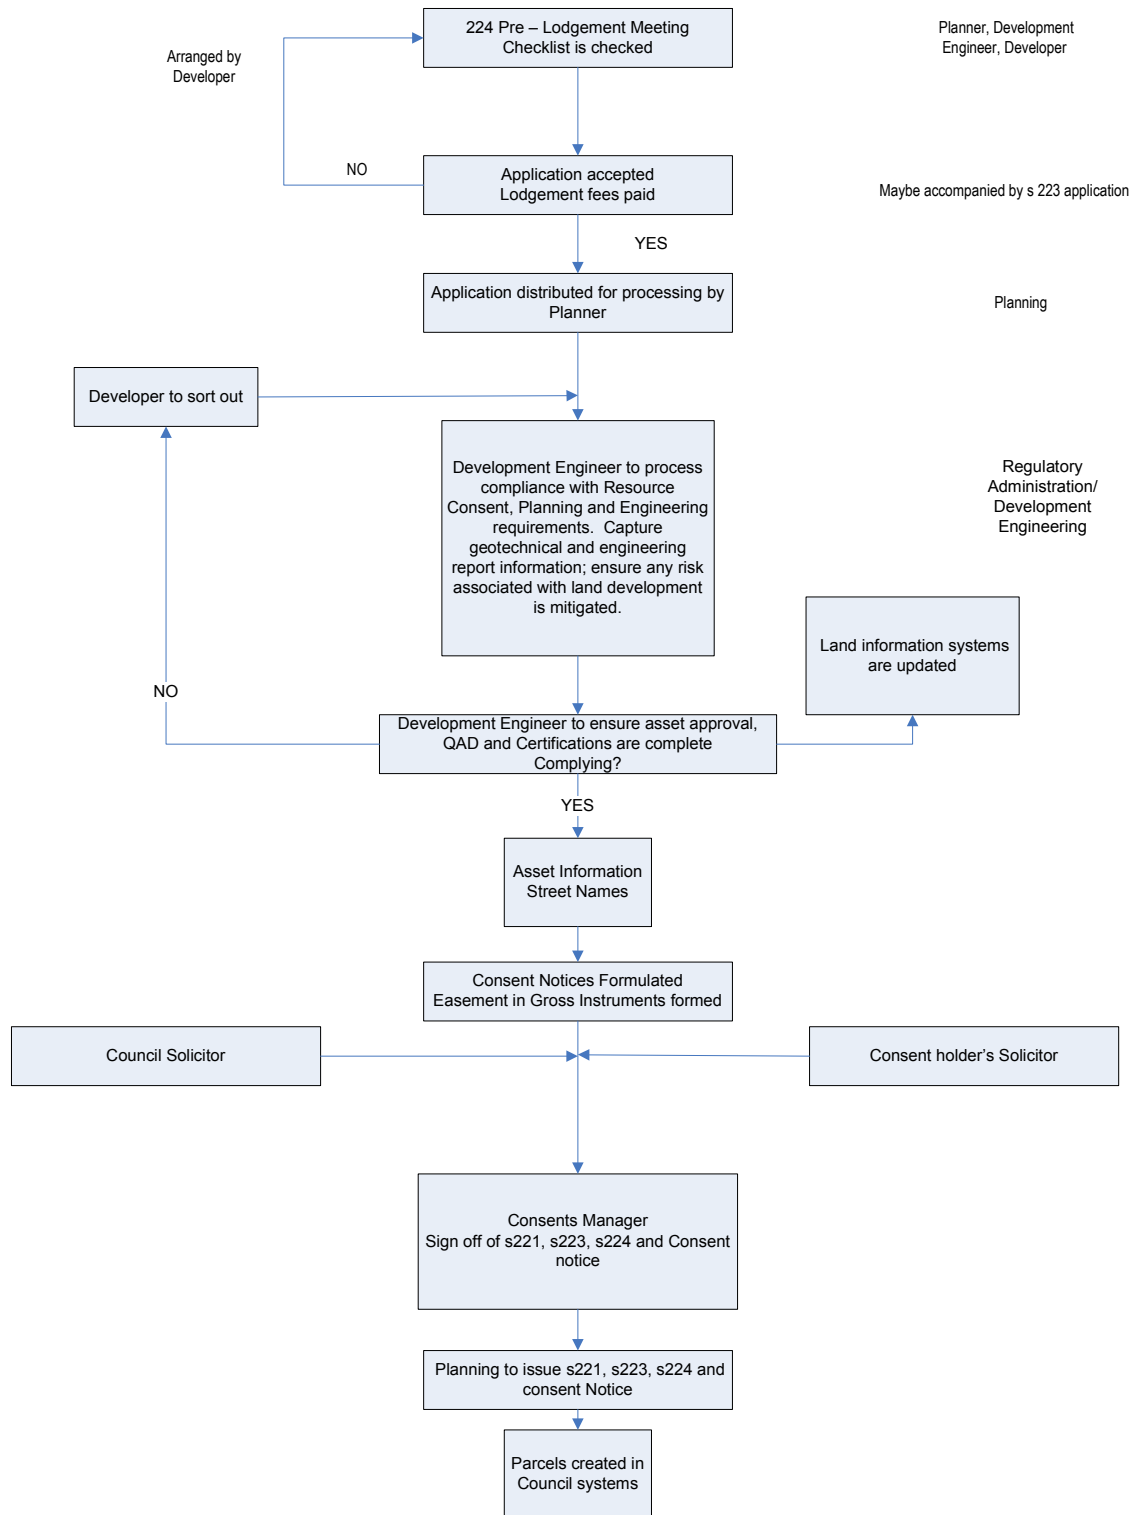 224 Pre – Lodgement Meeting
Checklist is checked
Planner, Development
Engineer, Developer
Arranged by
Developer
NO
Application accepted
Lodgement fees paid
Maybe accompanied by s 223 application
YES
Application distributed for processing by
Planner
Planning
Developer to sort out
Development Engineer to process
compliance with Resource
Consent, Planning and Engineering
requirements.  Capture
geotechnical and engineering
report information; ensure any risk
associated with land development
is mitigated.
Regulatory
Administration/
Development
Engineering
Land information systems
are updated
NO
Development Engineer to ensure asset approval,
QAD and Certifications are complete
Complying?
YES
Asset Information
Street Names
Consent Notices Formulated
Easement in Gross Instruments formed
Council Solicitor
Consent holder’s Solicitor
Consents Manager
Sign off of s221, s223, s224 and Consent
notice
Planning to issue s221, s223, s224 and
consent Notice
Parcels created in
Council systems